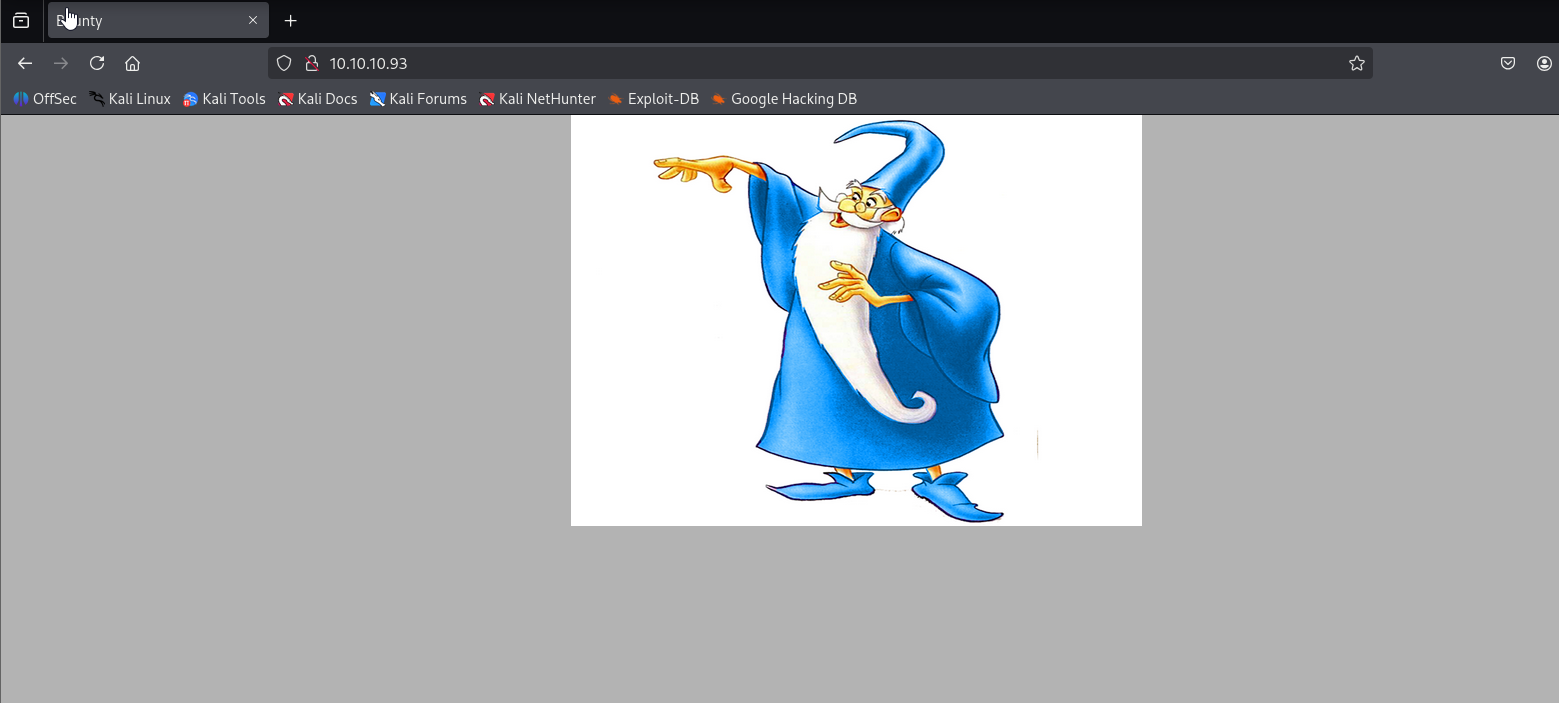 Bounty
10.10.10.93
OffSec Kali Linux Kali Tools Kali Docs Kali Forums Kali NetHunter Exploit-DB Google Hacking DB